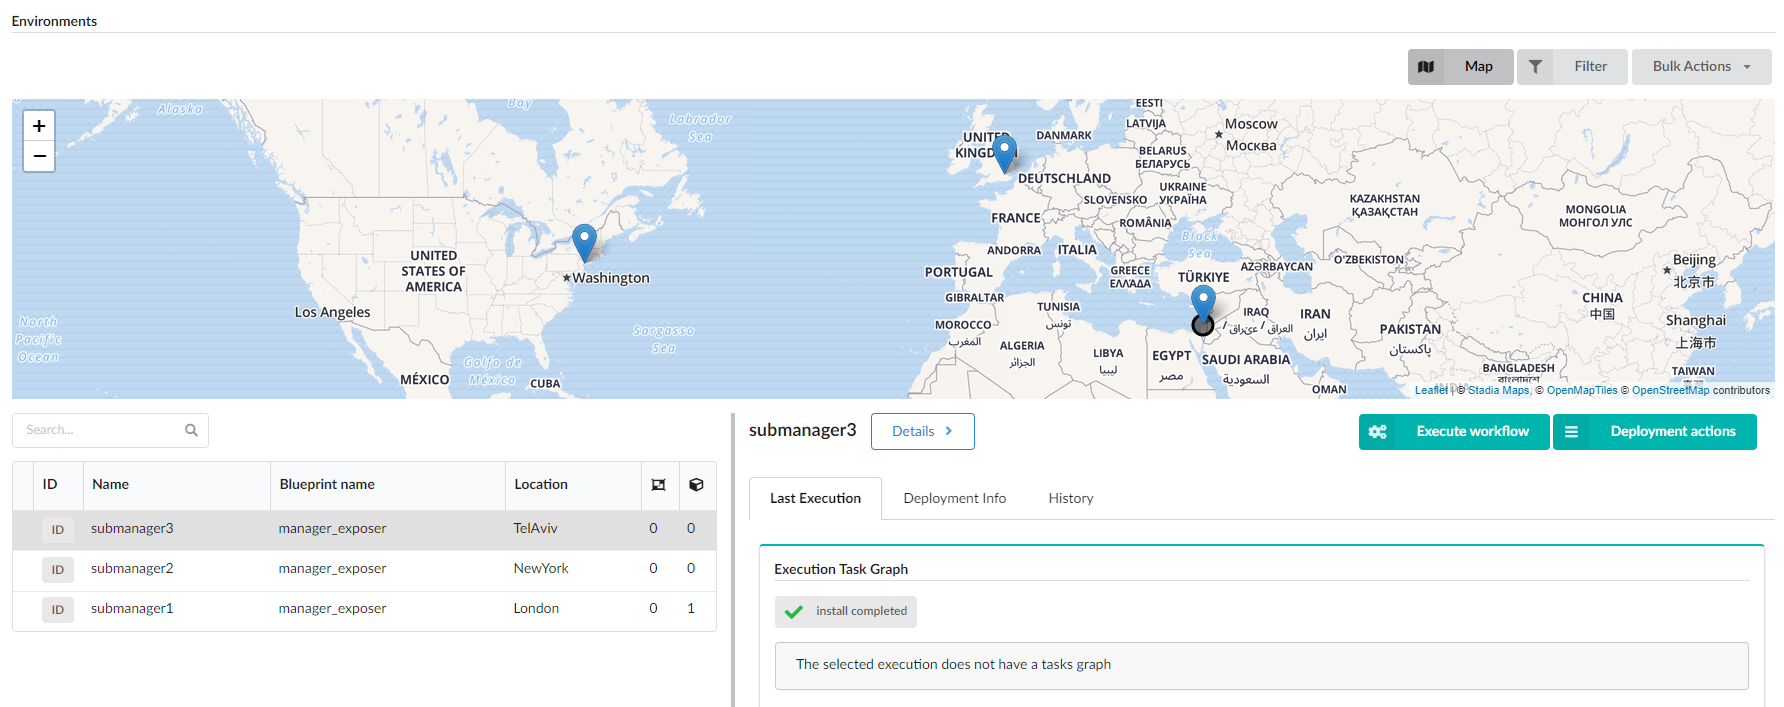 Environments
Map
Filter
Bulk Actions
+
−
Alaska
Bay
Labrador
Sea
EESTI
LATVIJA
Moscow
Москва
UNITED
DANMARK
BELARUS
БЕЛАРУСЬ
DEUTSCHLAND
UKRAINE
УКРАЇНА
SLOVENSKO
KAZAKHSTAN
ҚАЗАҚСТАН
MONGOLIA
МОНГОЛ УЛС
FRANCE
ROMÂNIA
Black
Sea
UNITED
STATES OF
AMERICA
ANDORRA
ITALIA
O'ZBEKISTON
AZƏRBAYCAN
Beijing
北京市
Washington
PORTUGAL
GREECE
ΕΛΛΆΔΑ
TÜRKIYE
GIBRALTAR
TUNISIA
تونس
CHINA
中国
Los Angeles
IRAQ
العراق / عێراق /
IRAN
ایران
North
Pacific
Ocean
Sargasso
Sea
MOROCCO
المغرب
PAKISTAN
پاکستان
Shanghai
上海市
ALGERIA
الجزائر
LIBYA
ليبيا
EGYPT
مصر
SAUDI ARABIA
السعودية
Golfo de
México
MÉXICO
CUBA
BANGLADESH
TAIWAN
OMAN
Leaflet | © Stadia Maps, © OpenMapTiles © OpenStreetMap contributors
Search...
ID Name Blueprint name Location
ID submanager3 manager_exposer TelAviv 0 0
ID submanager2 manager_exposer NewYork 0 0
ID submanager1 manager_exposer London 0 1
submanager3
Details
Execute workflow
Deployment actions
Last Execution
Deployment Info
History
Execution Task Graph
install completed
The selected execution does not have a tasks graph